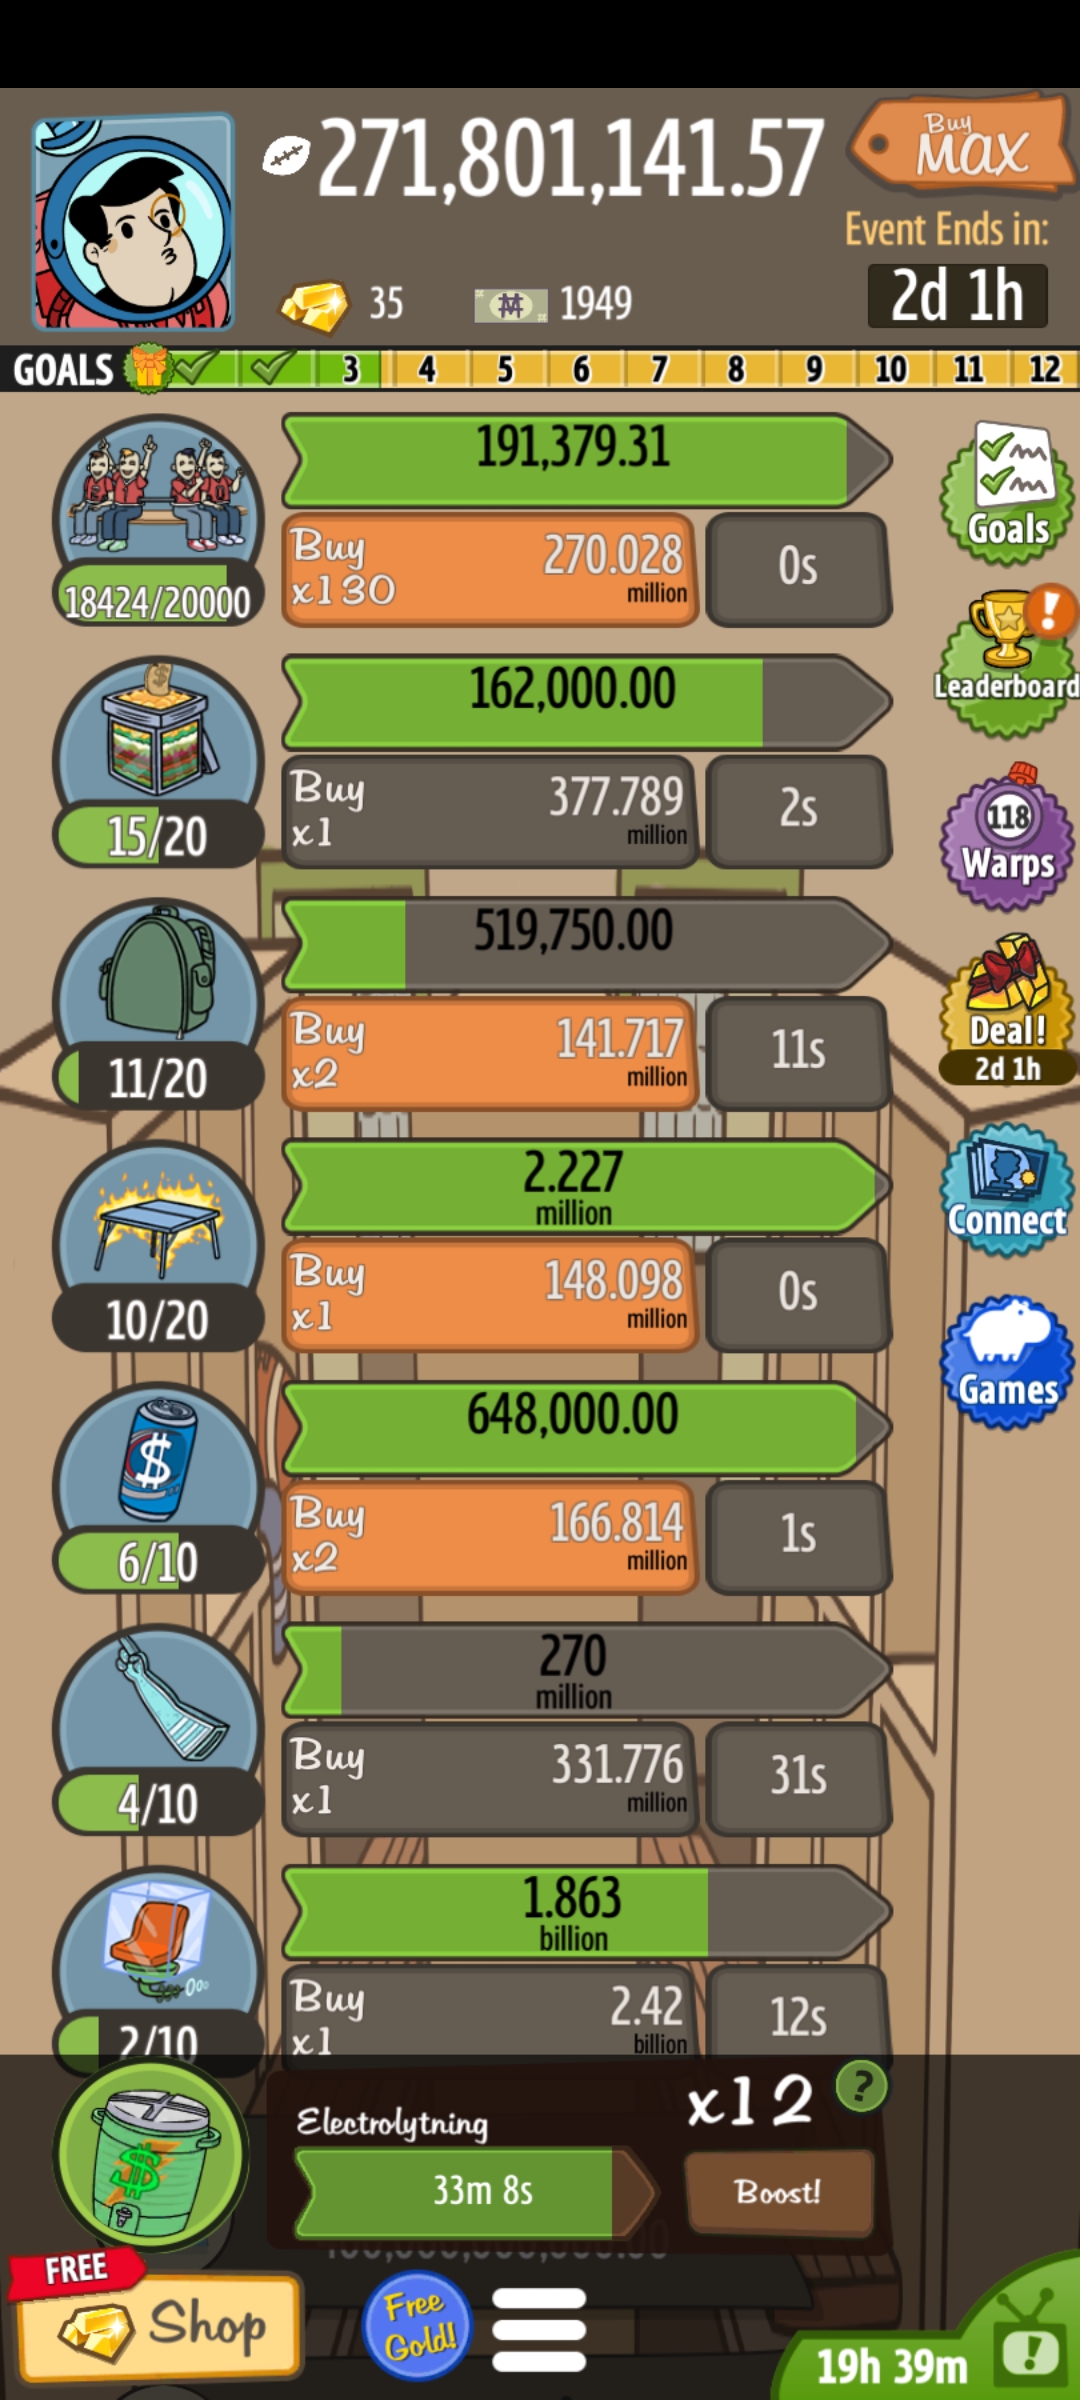 271,801,141.57
Buy
MAX
Event Ends in:
35
1949
2d 1h
GOALS
3 4 5 6 7 8 9 10 11 12
191,379.31
Buy
x130
270.028
million
0s
18424/20000
Goals
!
Leaderboard
162,000.00
Buy
x1
377.789
million
2s
15/20
118
Warps
519,750.00
Buy
x2
141.717
million
11s
11/20
Deal!
2d 1h
2.227
million
Buy
x1
148.098
million
0s
10/20
Connect
648,000.00
Buy
x2
166.814
million
1s
$
6/10
Games
270
million
Buy
x1
331.776
million
31s
4/10
1.863
billion
Buy
x1
2.42
billion
12s
2/10
Electrolytning
x12
?
$
33m 8s
Boost!
FREE
Shop
Free
Gold!
19h 39m
!